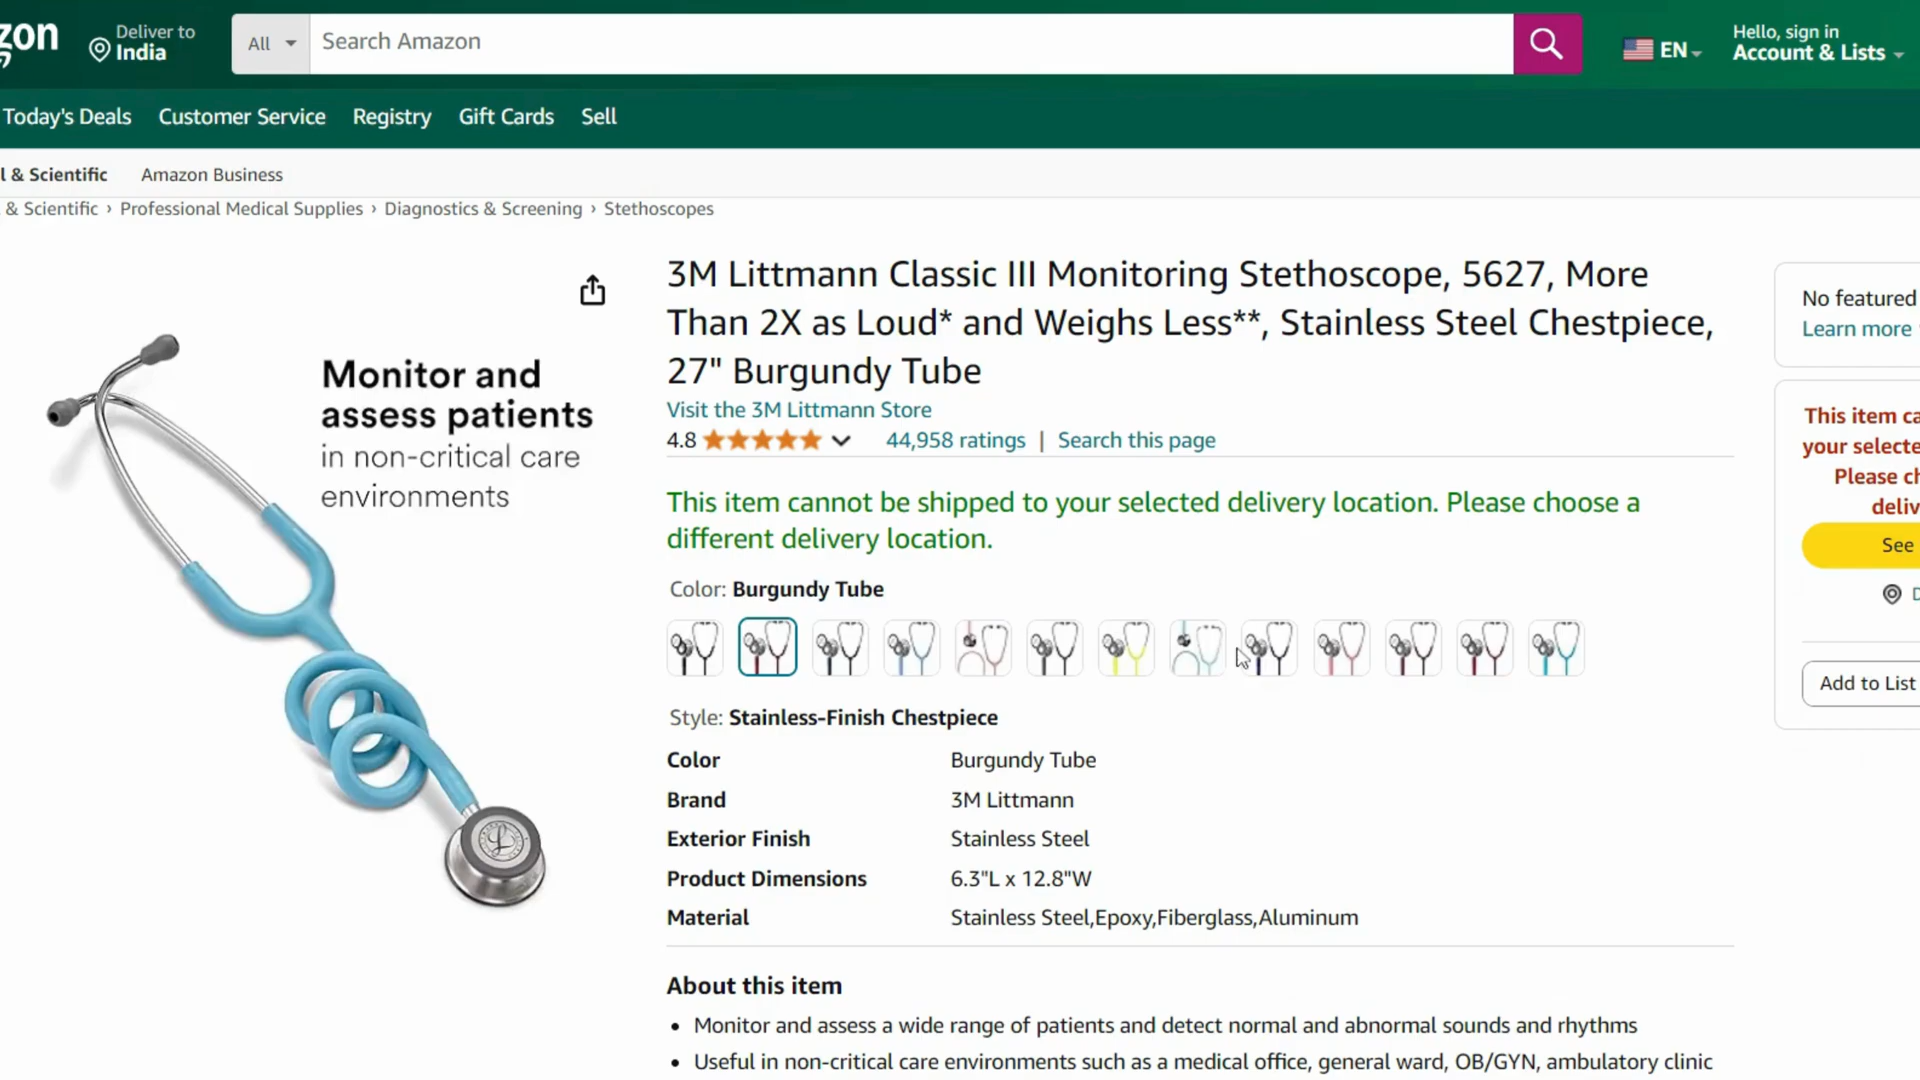 zon
Deliver to
India
All
Search Amazon
EN
Hello, sign in
Account & Lists
Today's Deals
Customer Service
Registry
Gift Cards
Sell
l & Scientific
Amazon Business
& Scientific › Professional Medical Supplies › Diagnostics & Screening › Stethoscopes
Monitor and
assess patients
in non-critical care
environments
3M Littmann Classic III Monitoring Stethoscope, 5627, More
Than 2X as Loud* and Weighs Less**, Stainless Steel Chestpiece,
27" Burgundy Tube
Visit the 3M Littmann Store
4.8
44,958 ratings | Search this page
This item cannot be shipped to your selected delivery location. Please choose a
different delivery location.
Color: Burgundy Tube
Style: Stainless-Finish Chestpiece
Color Burgundy Tube
Brand 3M Littmann
Exterior Finish Stainless Steel
Product Dimensions 6.3"L x 12.8"W
Material Stainless Steel,Epoxy,Fiberglass,Aluminum
About this item
• Monitor and assess a wide range of patients and detect normal and abnormal sounds and rhythms
• Useful in non-critical care environments such as a medical office, general ward, OB/GYN, ambulatory clinic
No featured
Learn more
This item ca
your selecte
Please ch
deliv
See
D
Add to List